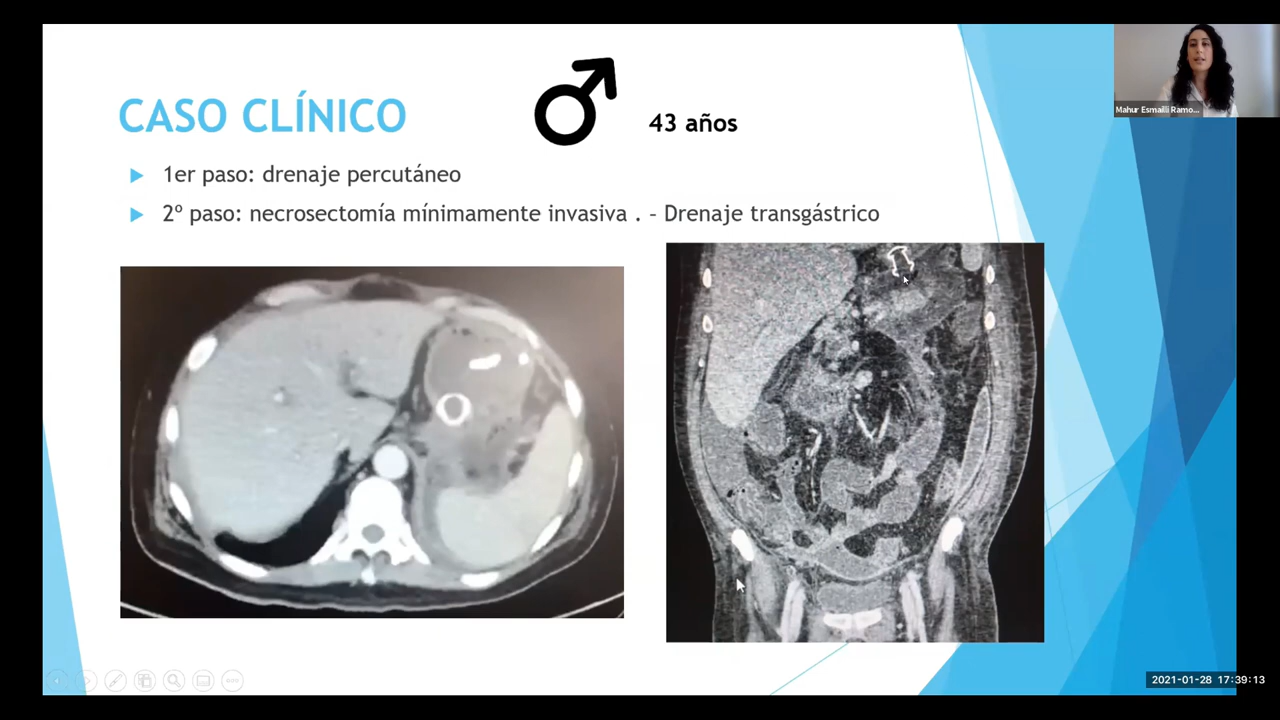 CASO CLÍNICO
43 años
1er paso: drenaje percutáneo
2º paso: necrosectomía mínimamente invasiva . – Drenaje transgástrico
Mahur Esmailli Ramo...
2021-01-28 17:39:13